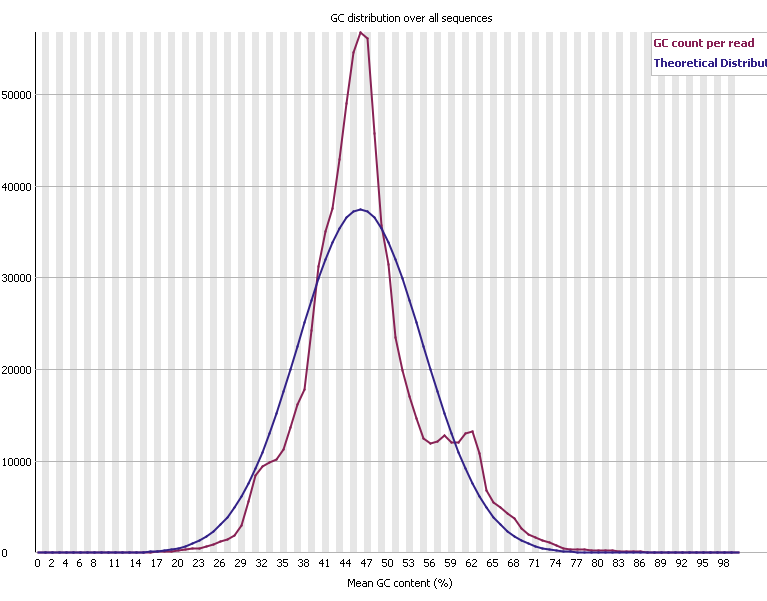 GC distribution over all sequences
GC count per read
Theoretical Distribut
50000
40000
30000
20000
10000
0
0 2 4 6 8 11 14 17 20 23 26 29 32 35 38 41 44 47 50 53 56 59 62 65 68 71 74 77 80 83 86 89 92 95 98
Mean GC content (%)